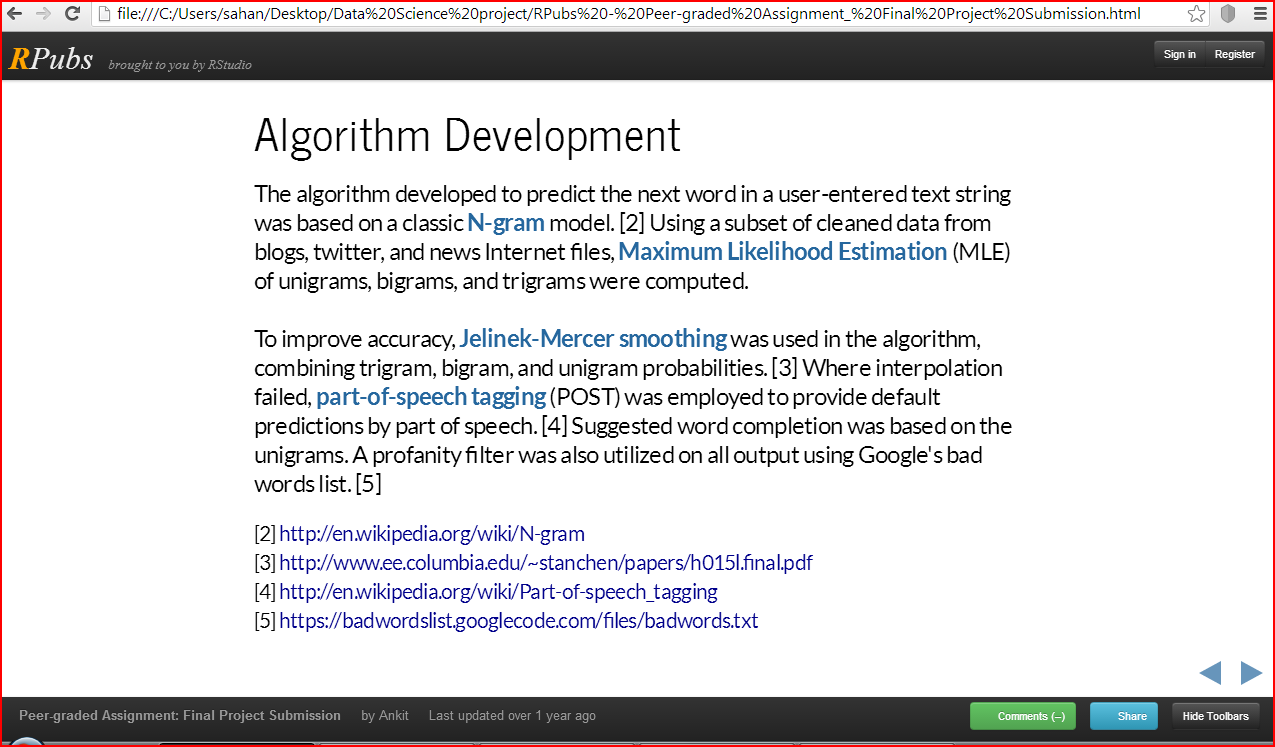 file:///C:/Users/sahan/Desktop/Data%20Science%20project/RPubs%20-%20Peer-graded%20Assignment_%20Final%20Project%20Submission.html
RPubs brought to you by RStudio Sign in Register
Algorithm Development
The algorithm developed to predict the next word in a user-entered text string
was based on a classic N-gram model. [2] Using a subset of cleaned data from
blogs, twitter, and news Internet files, Maximum Likelihood Estimation (MLE)
of unigrams, bigrams, and trigrams were computed.
To improve accuracy, Jelinek-Mercer smoothing was used in the algorithm,
combining trigram, bigram, and unigram probabilities. [3] Where interpolation
failed, part-of-speech tagging (POST) was employed to provide default
predictions by part of speech. [4] Suggested word completion was based on the
unigrams. A profanity filter was also utilized on all output using Google's bad
words list. [5]
[2] http://en.wikipedia.org/wiki/N-gram
[3] http://www.ee.columbia.edu/~stanchen/papers/h015l.final.pdf
[4] http://en.wikipedia.org/wiki/Part-of-speech_tagging
[5] https://badwordslist.googlecode.com/files/badwords.txt
Peer-graded Assignment: Final Project Submission by Ankit Last updated over 1 year ago Comments (–) Share Hide Toolbars